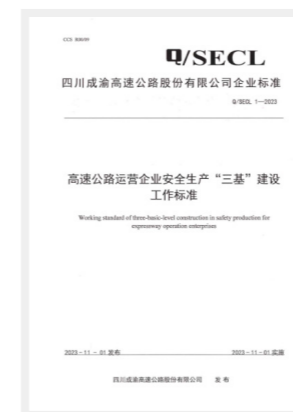 Q/SECL
四川成渝高速公路股份有限公司企业标准
Q/SECL 1—2023
高速公路运营企业安全生产“三基”建设
工作标准
Working standard of three-basic-level construction in safety production for
expressway operation enterprises
2023-11-01发布 2023-11-01实施
四川成渝高速公路股份有限公司 发布